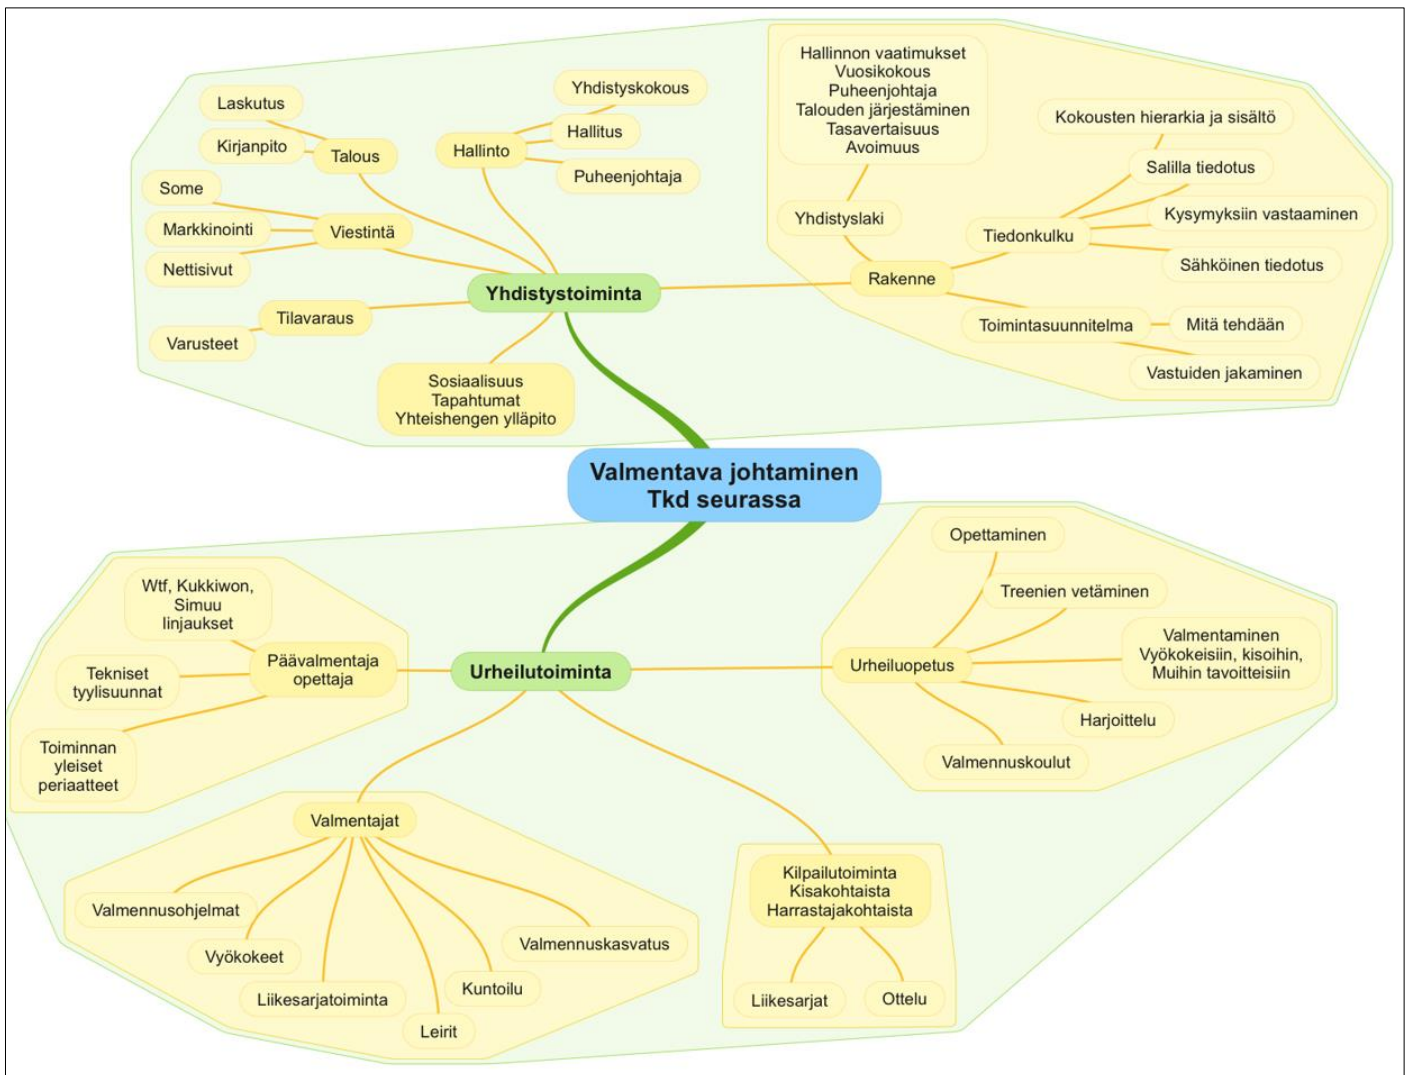 Hallinnon vaatimukset
Vuosikokous
Puheenjohtaja
Talouden järjestäminen
Tasavertaisuus
Avoimuus
Yhdistyslaki
Kokousten hierarkia ja sisältö
Salilla tiedotus
Kysymyksiin vastaaminen
Sähköinen tiedotus
Tiedonkulku
Rakenne
Toimintasuunnitelma
Mitä tehdään
Vastuiden jakaminen
Yhdistyskokous
Hallitus
Puheenjohtaja
Hallinto
Laskutus
Kirjanpito
Talous
Some
Markkinointi
Nettisivut
Viestintä
Tilavaraus
Varusteet
Yhdistystoiminta
Sosiaalisuus
Tapahtumat
Yhteishengen ylläpito
Valmentava johtaminen
Tkd seurassa
Urheilutoiminta
Päävalmentaja
opettaja
Wtf, Kukkiwon,
Simuu
linjaukset
Tekniset
tyylisuunnat
Toiminnan
yleiset
periaatteet
Urheiluopetus
Opettaminen
Treenien vetäminen
Valmentaminen
Vyökokeisiin, kisoihin,
Muihin tavoitteisiin
Harjoittelu
Valmennuskoulut
Valmentajat
Valmennusohjelmat
Vyökokeet
Liikesarjatoiminta
Leirit
Kuntoilu
Valmennuskasvatus
Kilpailutoiminta
Kisakohtaista
Harrastajakohtaista
Liikesarjat
Ottelu